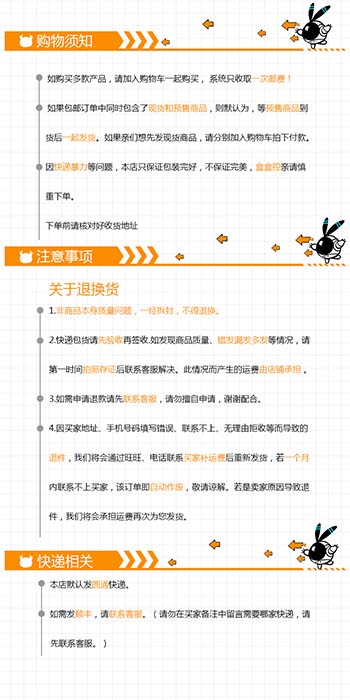 购物须知
如购买多款产品，请加入购物车一起购买， 系统只收取一次邮费！
如果包邮订单中同时包含了现货和预售商品，则默认为，等预售商品到
货后一起发货。如果亲们想先发现货商品，请分别加入购物车拍下付款。
因快递暴力等问题，本店只保证包装完好，不保证完美，盒盒控亲请慎
重下单。
下单前请核对好收货地址
注意事项
关于退换货
1.非商品本身质量问题，一经拆封，不得退换。
2.快递包货请先验收再签收.如发现商品质量、错发漏发多发等情况，请
第一时间拍照存证后联系客服解决。此情况而产生的运费由店铺承担 。
3.如需申请退款请先联系客服，请勿擅自申请，谢谢配合。
4.因买家地址、手机号码填写错误、联系不上、无理由拒收等而导致的
退件，我们将会通过旺旺、电话联系买家补运费后重新发货，若一个月
内联系不上买家，该订单即自动作废，敬请谅解。若是卖家原因导致退
件，我们将会承担运费再次为您发货。
快递相关
本店默认发圆通快递。
如需发顺丰，请联系客服。（ 请勿在买家备注中留言需要哪家快递，请
先联系客服。）